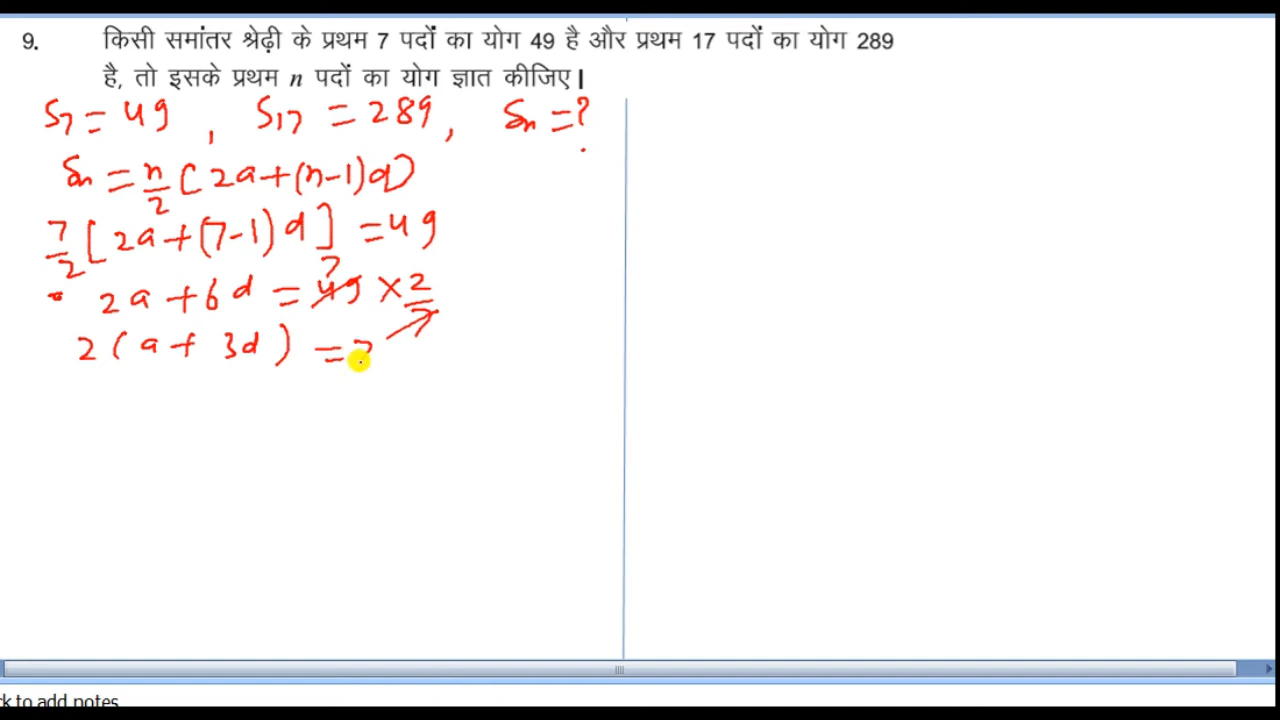 9. किसी समांतर श्रेढ़ी के प्रथम 7 पदों का योग 49 है और प्रथम 17 पदों का योग 289
है, तो इसके प्रथम n पदों का योग ज्ञात कीजिए।
S₇ = 49 , S₁₇ = 289 , Sn = ?
Sn = n/2 [2a+(n-1)d]
7/2 [2a+(7-1)d] = 49
2a + 6d = 49 7 × 2/7
2(a + 3d) =
ck to add notes